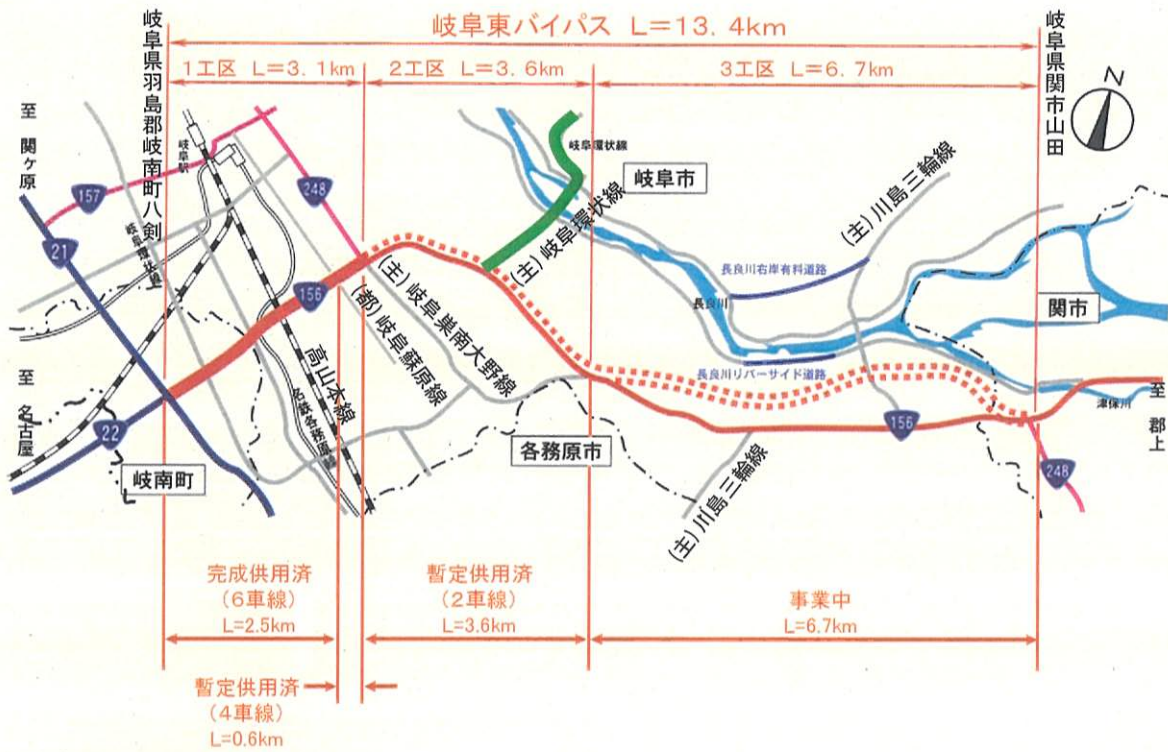 岐阜東バイパス L=13.4km
1工区 L=3.1km
2工区 L=3.6km
3工区 L=6.7km
岐阜県羽島郡岐南町八剣
岐阜県関市山田
N
至 関ヶ原
157
岐阜駅
248
岐阜環状線
岐阜市
(主)川島三輪線
21
岐阜環状線
(主)岐阜環状線
長良川右岸有料道路
長良川
関市
156
(主)岐阜巣南大野線
(都)岐阜蘇原線
高山本線
名鉄各務原線
長良川リバーサイド道路
津保川
至 郡上
至 名古屋
22
岐南町
各務原市
156
248
(主)川島三輪線
完成供用済
(6車線)
L=2.5km
暫定供用済
(2車線)
L=3.6km
事業中
L=6.7km
暫定供用済
(4車線)
L=0.6km